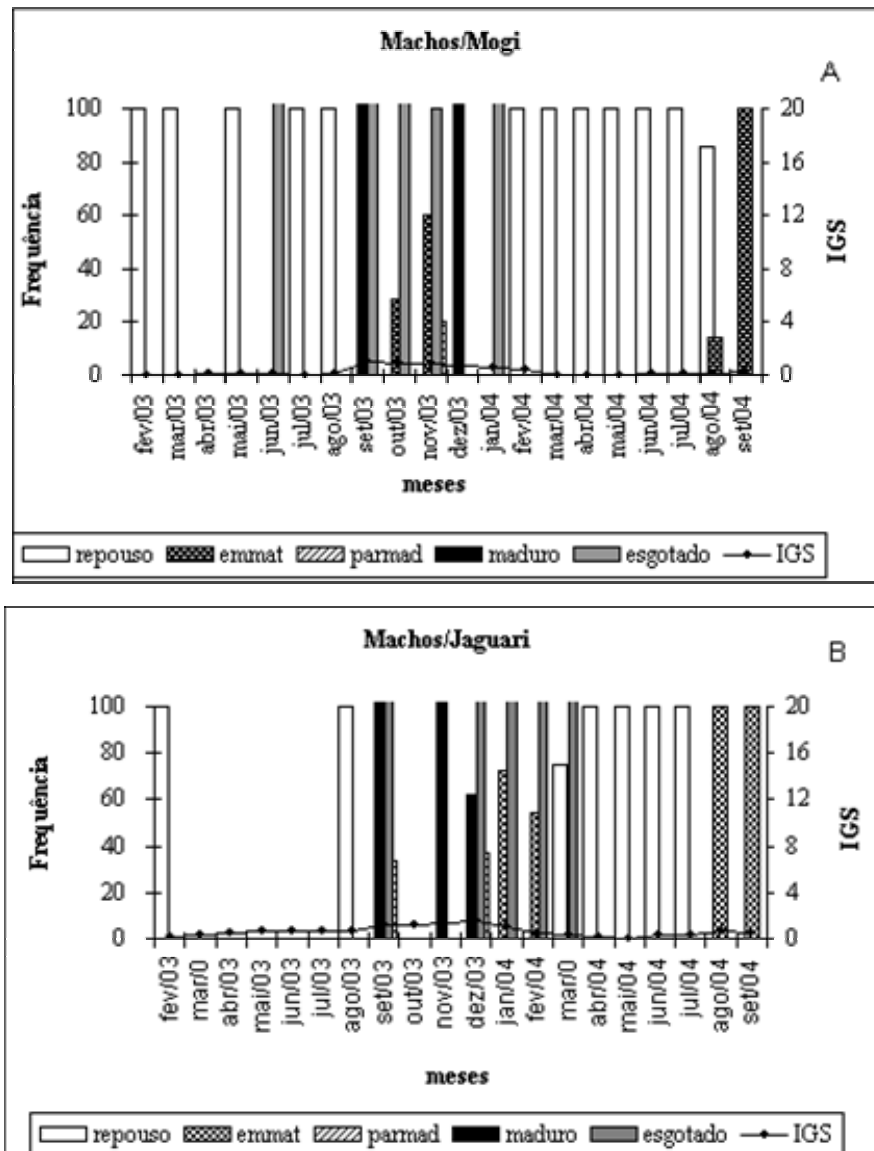 Machos/Mogi
A
100 20
80 16
60 12
40 8
20 4
0 0
Frequência
IGS
fev/03 mar/03 abr/03 mai/03 jun/03 jul/03 ago/03 set/03 out/03 nov/03 dez/03 jan/04 fev/04 mar/04 abr/04 mai/04 jun/04 jul/04 ago/04 set/04
meses
repouso emmat parmad maduro esgotado IGS
Machos/Jaguari
B
100 20
80 16
60 12
40 8
20 4
0 0
Frequência
IGS
fev/03 mar/0 abr/03 mai/03 jun/03 jul/03 ago/03 set/03 out/03 nov/03 dez/03 jan/04 fev/04 mar/0 abr/04 mai/04 jun/04 jul/04 ago/04 set/04
meses
repouso emmat parmad maduro esgotado IGS